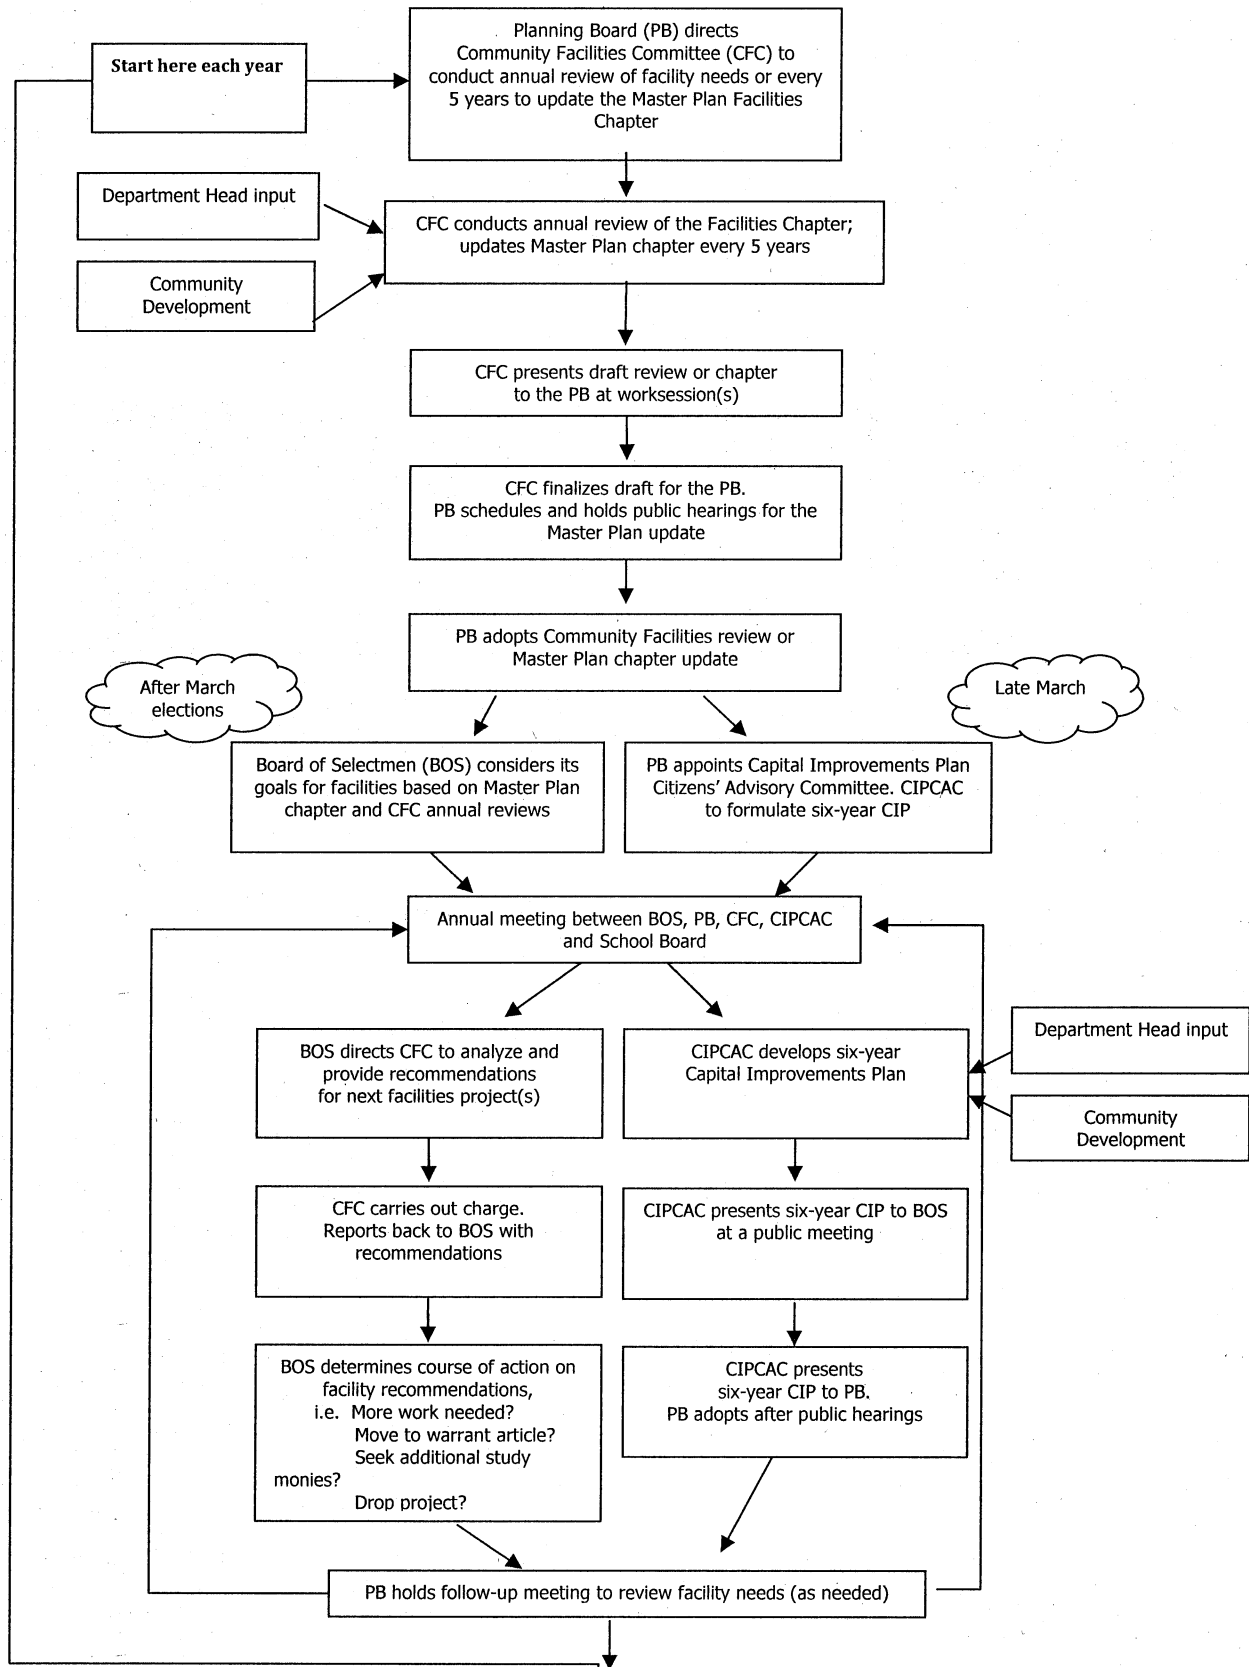 Planning Board (PB) directs
Community Facilities Committee (CFC) to
conduct annual review of facility needs or every
5 years to update the Master Plan Facilities
Chapter
Start here each year
Department Head input
CFC conducts annual review of the Facilities Chapter;
updates Master Plan chapter every 5 years
Community
Development
CFC presents draft review or chapter
to the PB at worksession(s)
CFC finalizes draft for the PB.
PB schedules and holds public hearings for the
Master Plan update
PB adopts Community Facilities review or
Master Plan chapter update
After March
elections
Late March
Board of Selectmen (BOS) considers its
goals for facilities based on Master Plan
chapter and CFC annual reviews
PB appoints Capital Improvements Plan
Citizens' Advisory Committee. CIPCAC
to formulate six-year CIP
Annual meeting between BOS, PB, CFC, CIPCAC
and School Board
BOS directs CFC to analyze and
provide recommendations
for next facilities project(s)
CIPCAC develops six-year
Capital Improvements Plan
Department Head input
Community
Development
CFC carries out charge.
Reports back to BOS with
recommendations
CIPCAC presents six-year CIP to BOS
at a public meeting
BOS determines course of action on
facility recommendations,
i.e. More work needed?
Move to warrant article?
Seek additional study
monies?
Drop project?
CIPCAC presents
six-year CIP to PB.
PB adopts after public hearings
PB holds follow-up meeting to review facility needs (as needed)